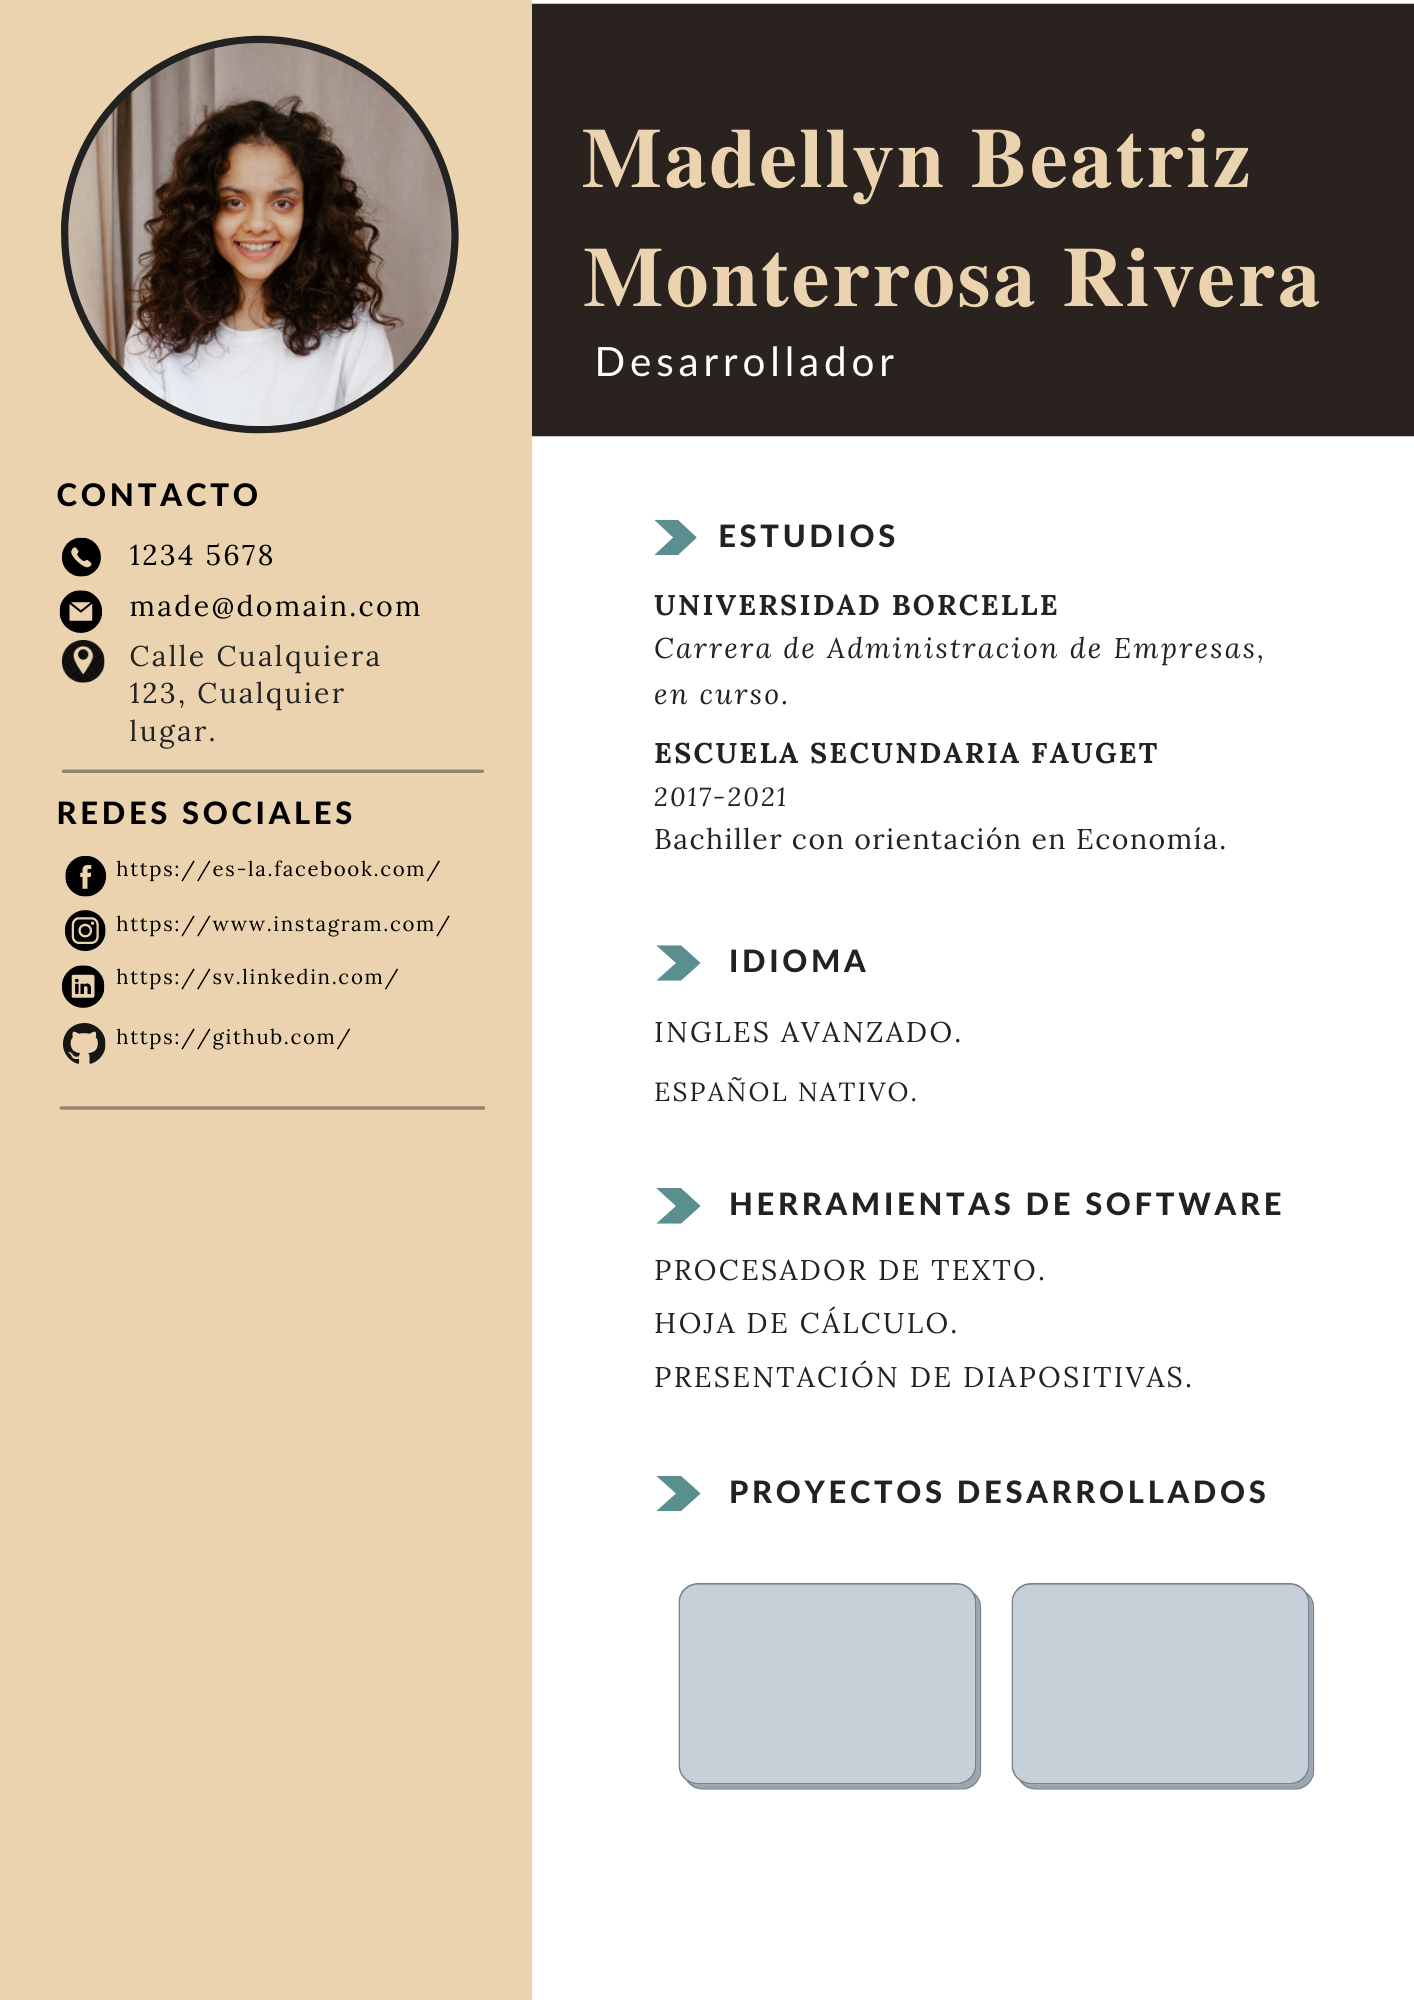 Madellyn Beatriz
Monterrosa Rivera
Desarrollador
CONTACTO
1234 5678
made@domain.com
Calle Cualquiera
123, Cualquier
lugar.
REDES SOCIALES
https://es-la.facebook.com/
https://www.instagram.com/
https://sv.linkedin.com/
https://github.com/
ESTUDIOS
UNIVERSIDAD BORCELLE
Carrera de Administracion de Empresas,
en curso.
ESCUELA SECUNDARIA FAUGET
2017-2021
Bachiller con orientación en Economía.
IDIOMA
INGLES AVANZADO.
ESPAÑOL NATIVO.
HERRAMIENTAS DE SOFTWARE
PROCESADOR DE TEXTO.
HOJA DE CÁLCULO.
PRESENTACIÓN DE DIAPOSITIVAS.
PROYECTOS DESARROLLADOS